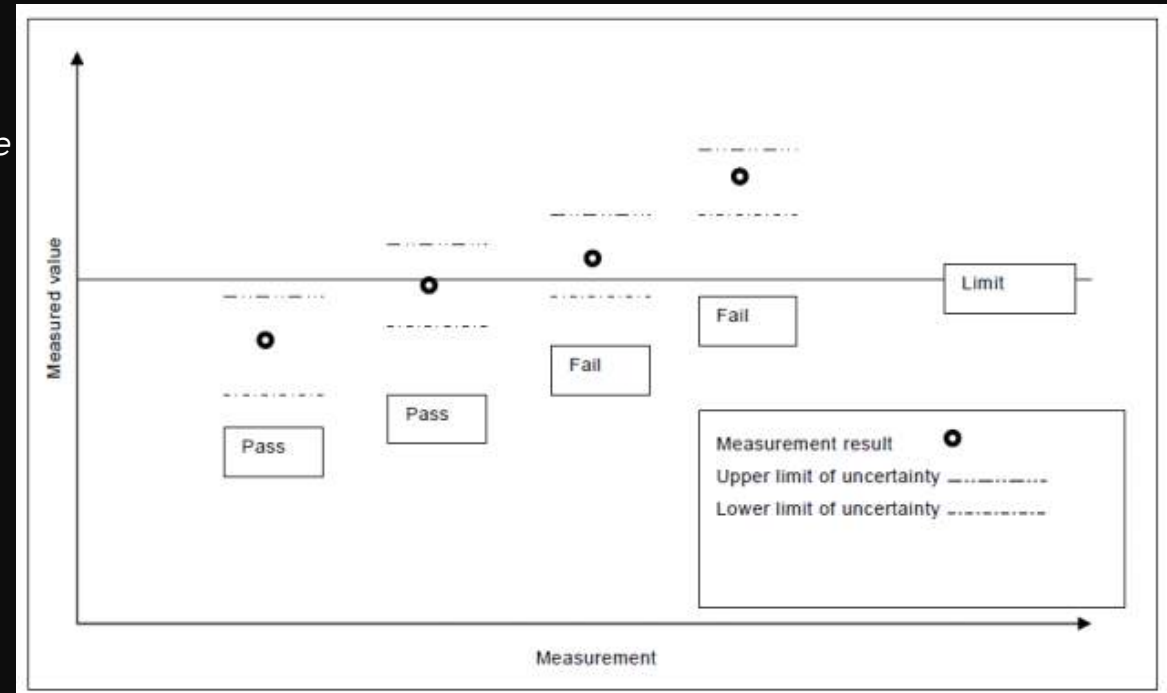 e
Measured value
Limit
Fail
Fail
Pass
Pass
Measurement result
Upper limit of uncertainty
Lower limit of uncertainty
Measurement